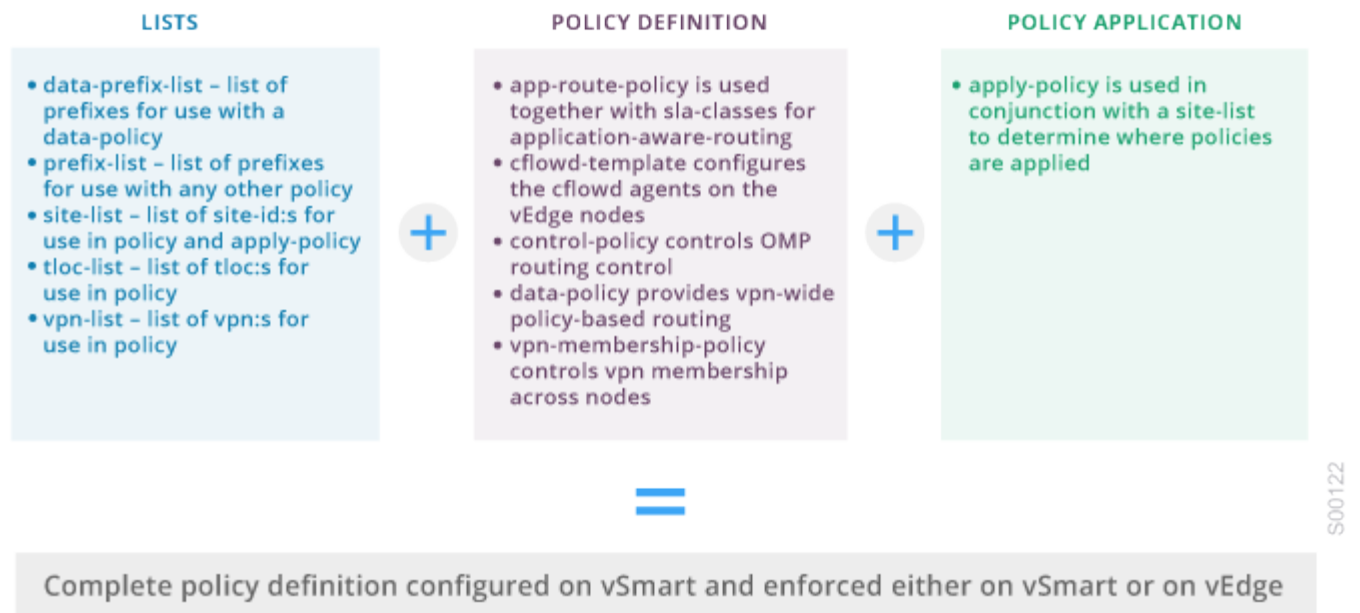 LISTS
• data-prefix-list – list of
prefixes for use with a
data-policy
• prefix-list – list of prefixes
for use with any other policy
• site-list – list of site-id:s for
use in policy and apply-policy
• tloc-list – list of tloc:s for
use in policy
• vpn-list – list of vpn:s for
use in policy
+
POLICY DEFINITION
• app-route-policy is used
together with sla-classes for
application-aware-routing
• cflowd-template configures
the cflowd agents on the
vEdge nodes
• control-policy controls OMP
routing control
• data-policy provides vpn-wide
policy-based routing
• vpn-membership-policy
controls vpn membership
across nodes
+
POLICY APPLICATION
• apply-policy is used in
conjunction with a site-list
to determine where policies
are applied
=
Complete policy definition configured on vSmart and enforced either on vSmart or on vEdge
S00122